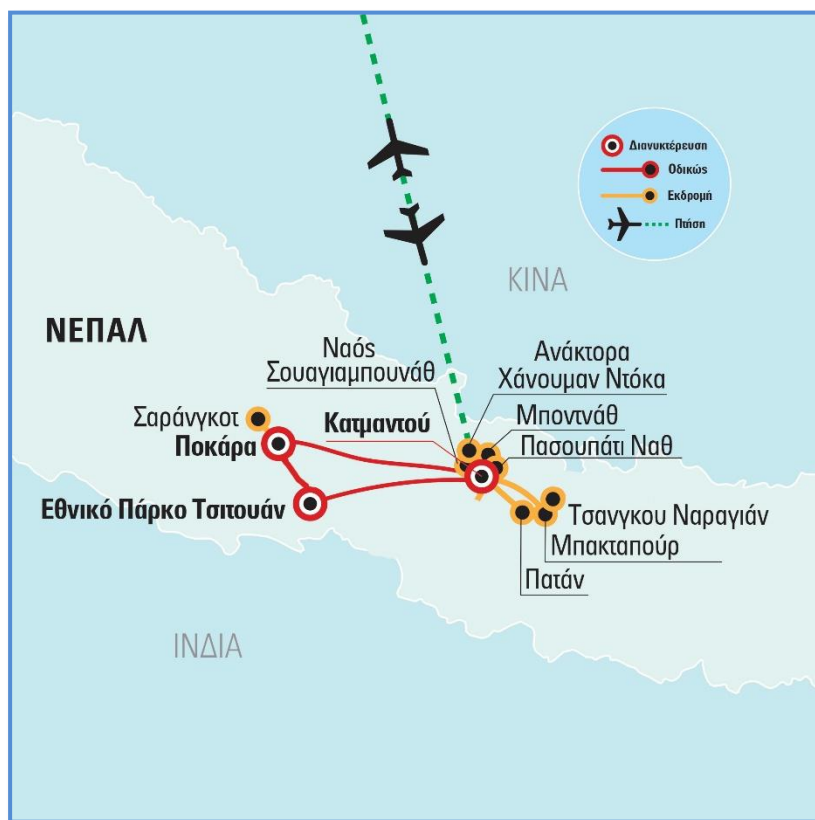 Διανυκτέρευση
Οδικώς
Εκδρομή
Πτήση
ΚΙΝΑ
ΝΕΠΑΛ
Ναός
Σουαγιαμπουνάθ
Ανάκτορα
Χάνουμαν Ντόκα
Σαράνγκοτ
Ποκάρα
Κατμαντού
Μποντνάθ
Πασουπάτι Ναθ
Εθνικό Πάρκο Τσιτουάν
Τσανγκου Ναραγιάν
Μπακταπούρ
Πατάν
ΙΝΔΙΑ